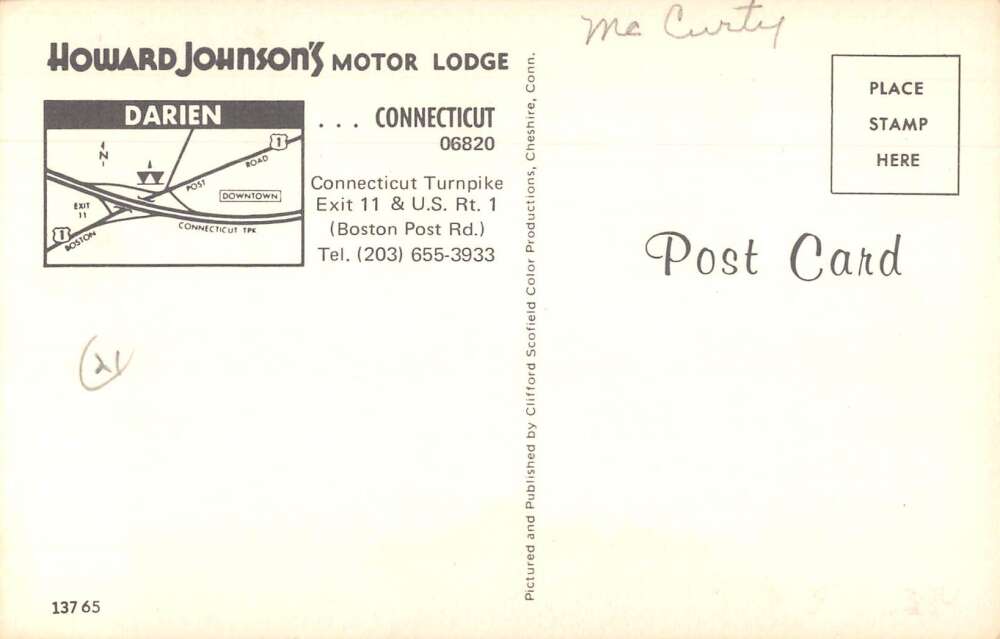 Mc Curty
HOWARD JOHNSON'S MOTOR LODGE
DARIEN
. . . CONNECTICUT
06820
Connecticut Turnpike
Exit 11 & U.S. Rt. 1
(Boston Post Rd.)
Tel. (203) 655-3933
N
1
POST ROAD
DOWNTOWN
EXIT
11
CONNECTICUT TPK
1
BOSTON
21
13765
Pictured and Published by Clifford Scofield Color Productions, Cheshire, Conn.
PLACE
STAMP
HERE
Post Card